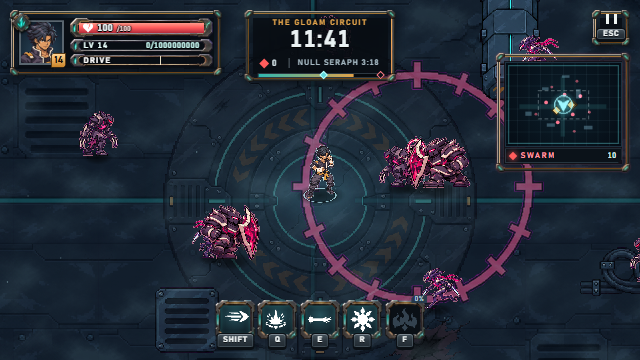 100 /100
14
LV 14 0/1000000000
DRIVE
THE GLOAM CIRCUIT
11:41
0 NULL SERAPH 3:18
ESC
SWARM 10
0%
SHIFT Q E R F